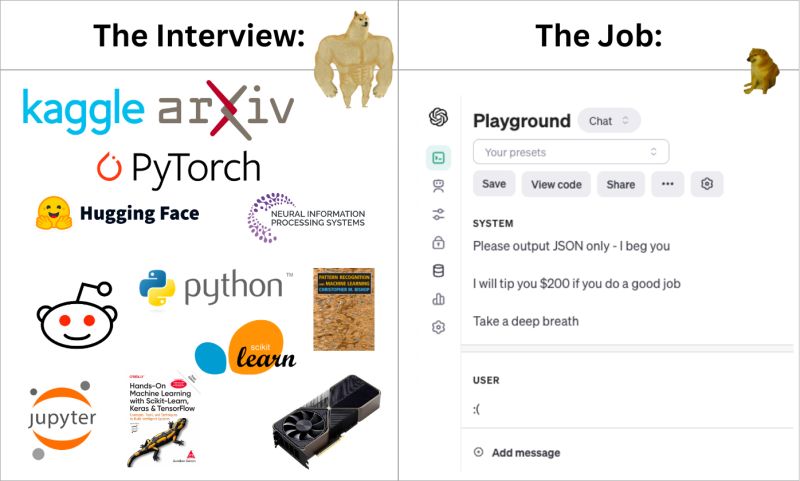 The Interview:
kaggle arXiv
PyTorch
Hugging Face
NEURAL INFORMATION
PROCESSING SYSTEMS
python™
PATTERN RECOGNITION
AND MACHINE LEARNING
CHRISTOPHER M. BISHOP
scikit
learn
jupyter
O'REILLY
Hands-On
Machine Learning
with Scikit-Learn,
Keras & TensorFlow
The Job:
Playground
Chat
Your presets
Save
View code
Share
SYSTEM
Please output JSON only - I beg you
I will tip you $200 if you do a good job
Take a deep breath
USER
:(
Add message